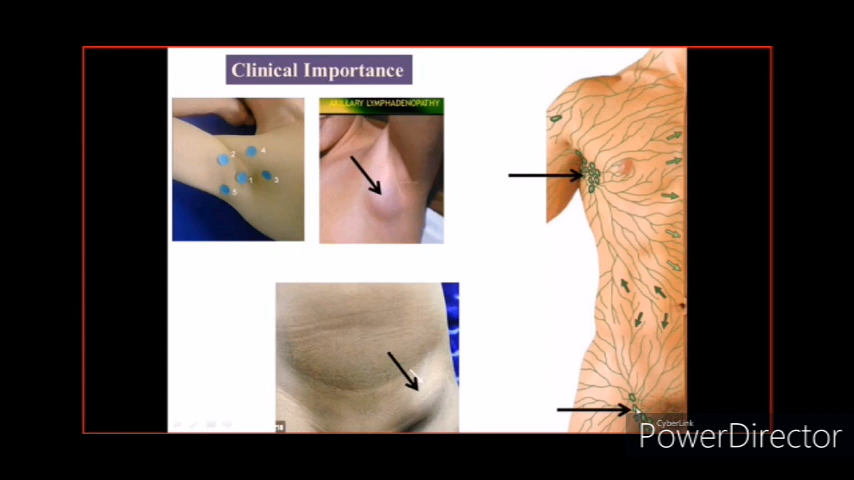 Clinical Importance
AXILLARY LYMPHADENOPATHY
2
4
1
3
5
CyberLink
PowerDirector